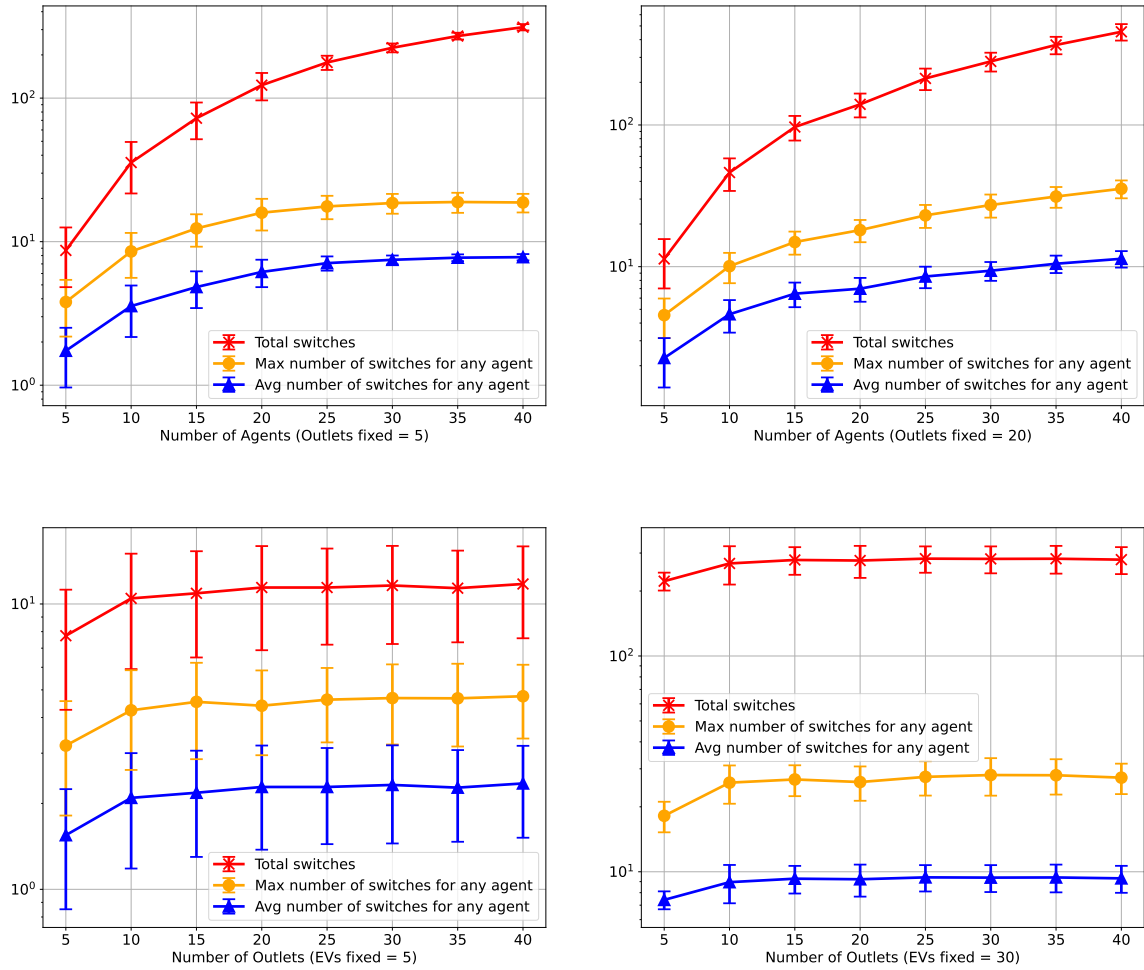 10²
10¹
10⁰
Total switches
Max number of switches for any agent
Avg number of switches for any agent
5 10 15 20 25 30 35 40
Number of Agents (Outlets fixed = 5)
10²
10¹
Total switches
Max number of switches for any agent
Avg number of switches for any agent
5 10 15 20 25 30 35 40
Number of Agents (Outlets fixed = 20)
10¹
10⁰
Total switches
Max number of switches for any agent
Avg number of switches for any agent
5 10 15 20 25 30 35 40
Number of Outlets (EVs fixed = 5)
10²
10¹
Total switches
Max number of switches for any agent
Avg number of switches for any agent
5 10 15 20 25 30 35 40
Number of Outlets (EVs fixed = 30)